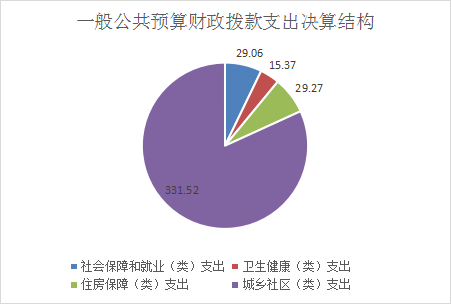 一般公共预算财政拨款支出决算结构
29.06
15.37
29.27
331.52
社会保障和就业（类）支出 卫生健康（类）支出
住房保障（类）支出 城乡社区（类）支出